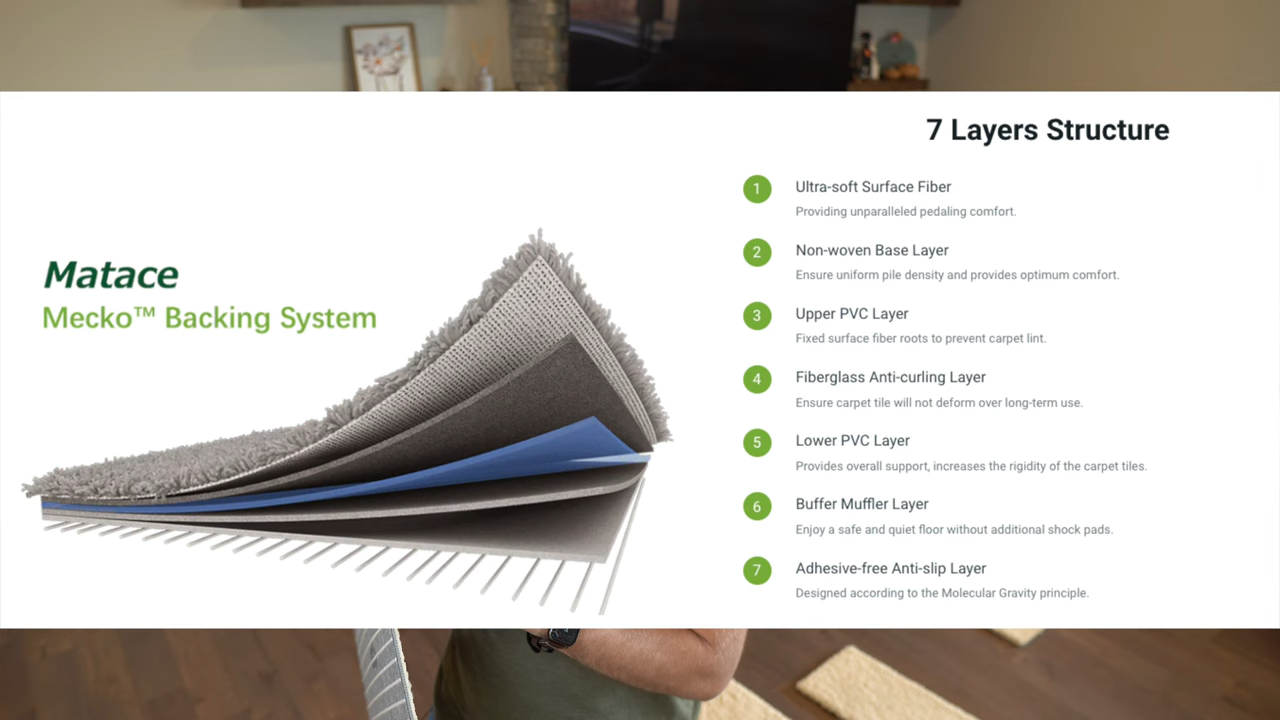 7 Layers Structure
Matace
Mecko™ Backing System
1
Ultra-soft Surface Fiber
Providing unparalleled pedaling comfort.
2
Non-woven Base Layer
Ensure uniform pile density and provides optimum comfort.
3
Upper PVC Layer
Fixed surface fiber roots to prevent carpet lint.
4
Fiberglass Anti-curling Layer
Ensure carpet tile will not deform over long-term use.
5
Lower PVC Layer
Provides overall support, increases the rigidity of the carpet tiles.
6
Buffer Muffler Layer
Enjoy a safe and quiet floor without additional shock pads.
7
Adhesive-free Anti-slip Layer
Designed according to the Molecular Gravity principle.